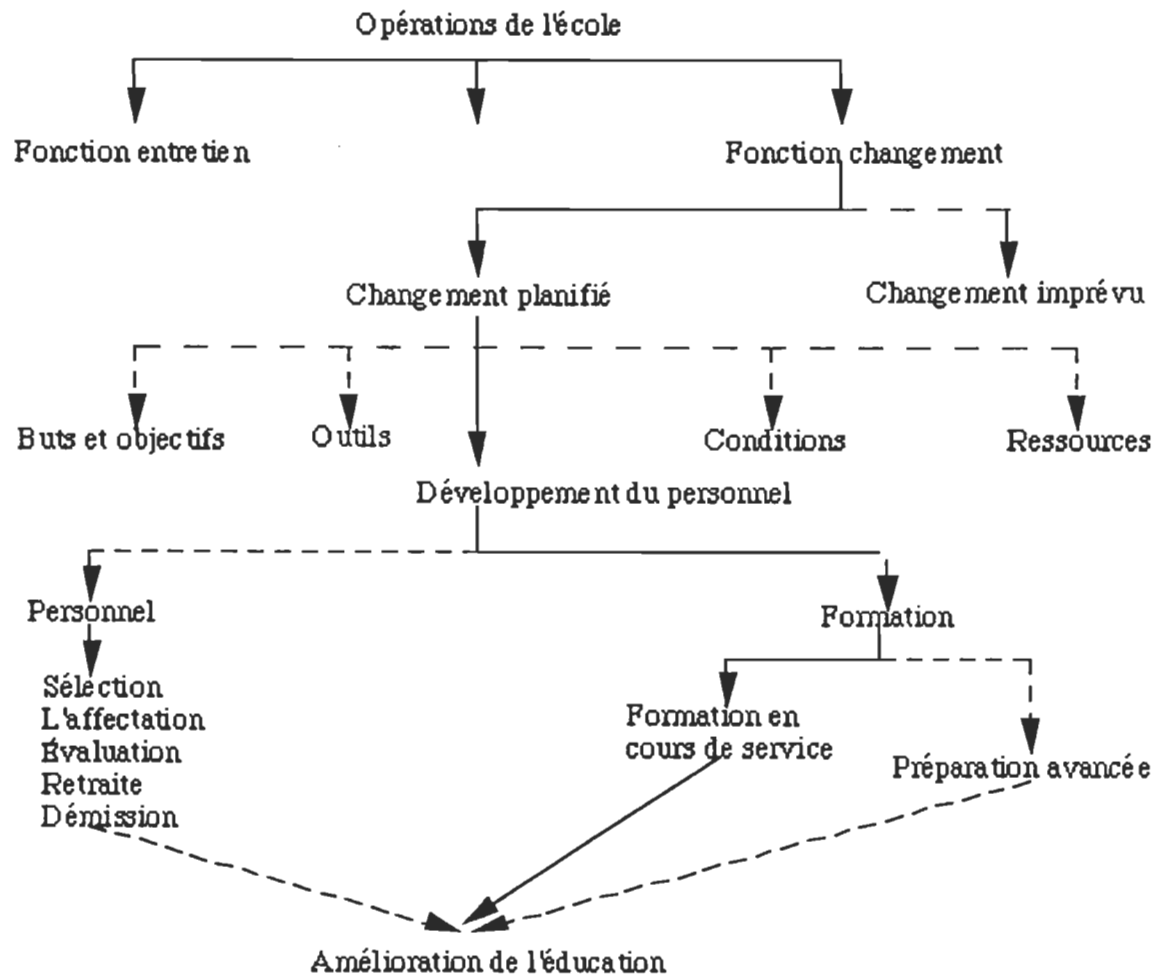 Opérations de l'école
Fonction entretien
Fonction changement
Changement planifié
Changement imprévu
Buts et objectifs
Outils
Conditions
Ressources
Développement du personnel
Personnel
Formation
Sélection
L'affectation
Évaluation
Retraite
Démission
Formation en
cours de service
Préparation avancée
Amélioration de l'éducation